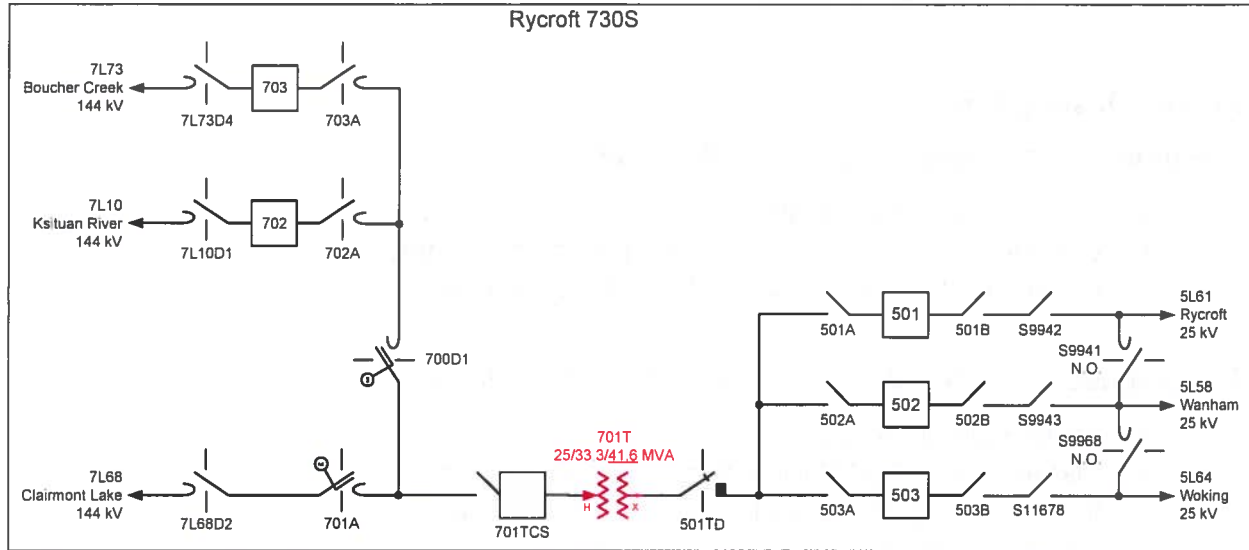 Rycroft 730S
7L73
Boucher Creek
144 kV
7L73D4
703
703A
7L10
Ksituan River
144 kV
7L10D1
702
702A
700D1
7L68
Clairmont Lake
144 kV
7L68D2
701A
701TCS
701T
25/33 3/41.6 MVA
H
X
501TD
501A
501
501B
S9942
5L61
Rycroft
25 kV
S9941
N.O.
502A
502
502B
S9943
5L58
Wanham
25 kV
S9968
N.O.
503A
503
503B
S11678
5L64
Woking
25 kV